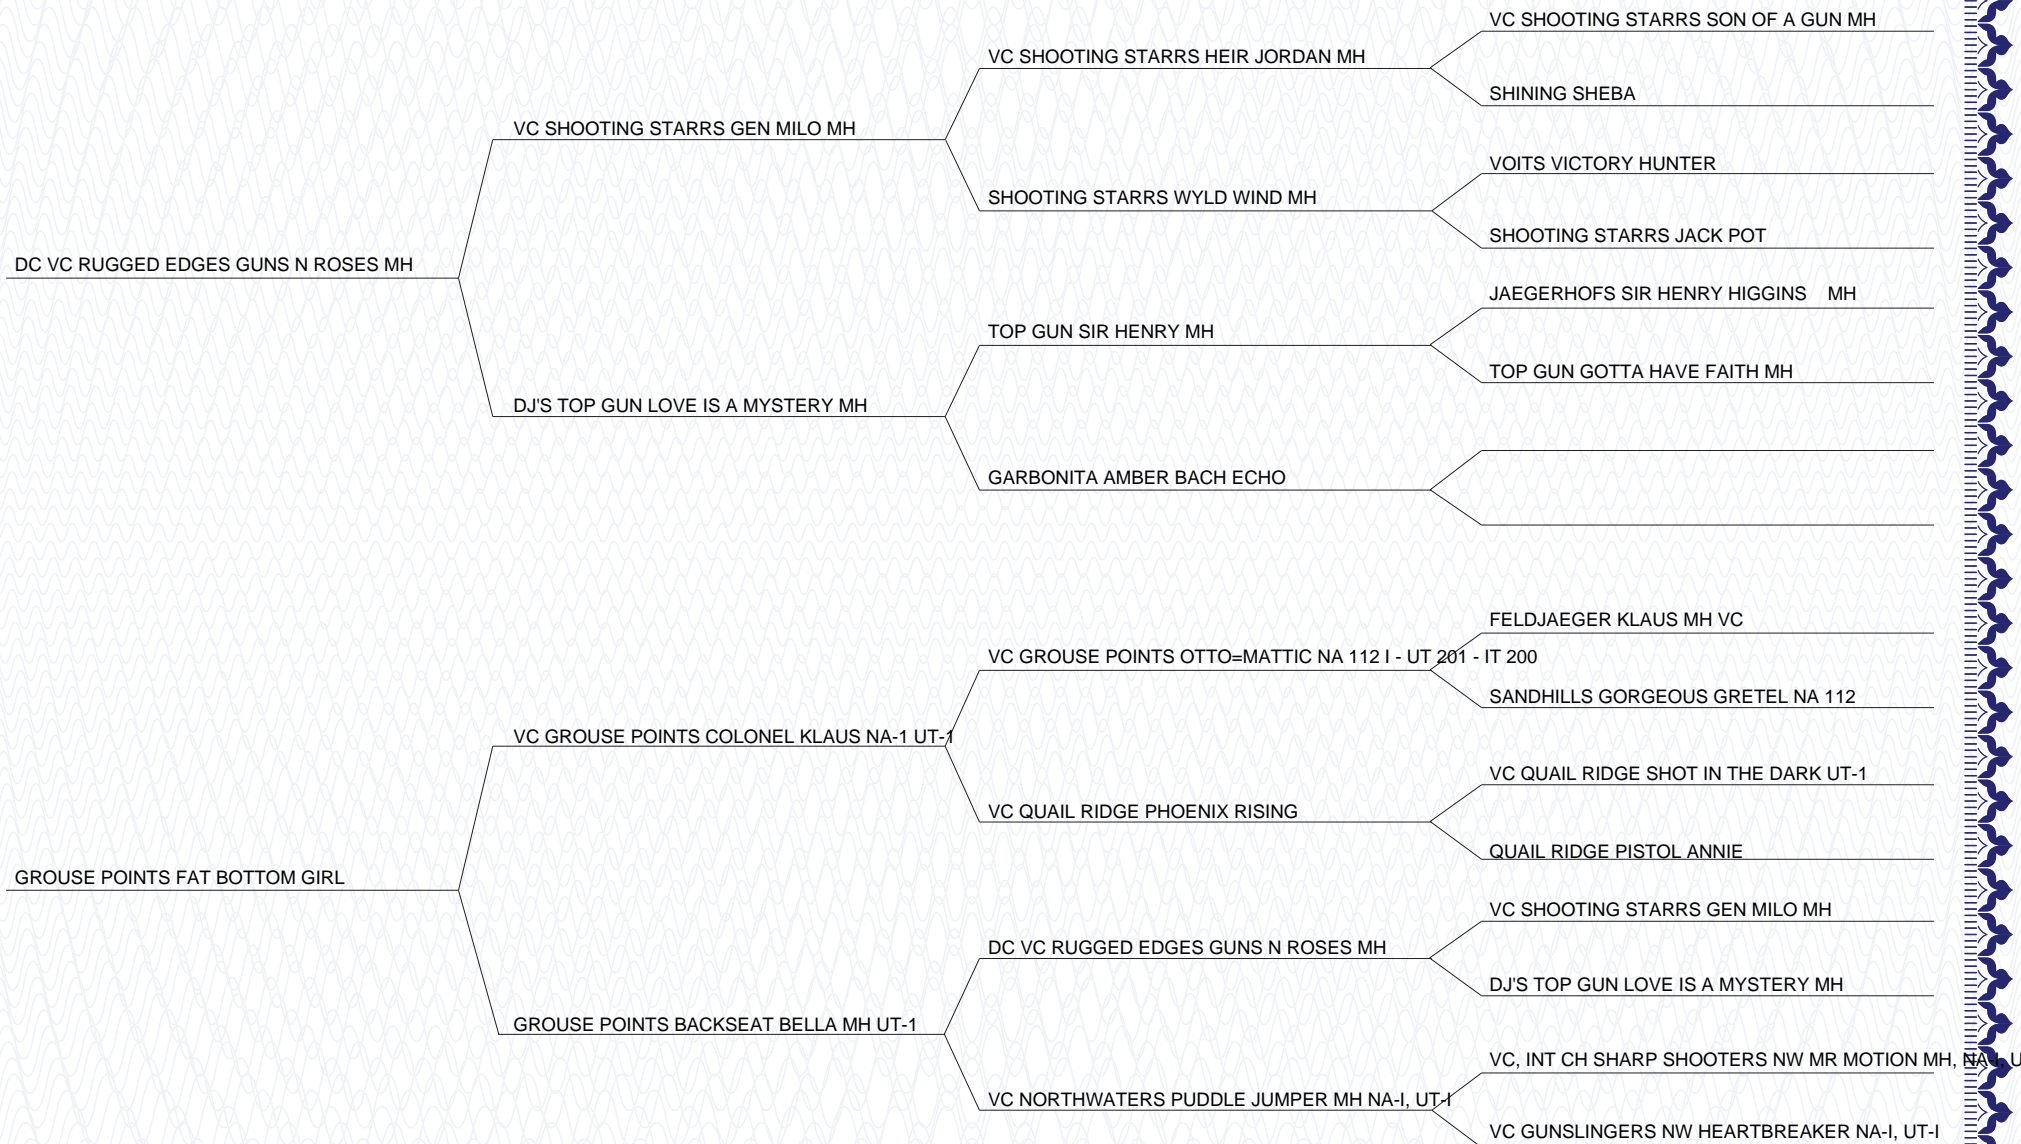 VC SHOOTING STARRS SON OF A GUN MH
VC SHOOTING STARRS HEIR JORDAN MH
SHINING SHEBA
VC SHOOTING STARRS GEN MILO MH
VOITS VICTORY HUNTER
SHOOTING STARRS WYLD WIND MH
SHOOTING STARRS JACK POT
DC VC RUGGED EDGES GUNS N ROSES MH
JAEGERHOFS SIR HENRY HIGGINS    MH
TOP GUN SIR HENRY MH
TOP GUN GOTTA HAVE FAITH MH
DJ'S TOP GUN LOVE IS A MYSTERY MH
GARBONITA AMBER BACH ECHO
FELDJAEGER KLAUS MH VC
VC GROUSE POINTS OTTO=MATTIC NA 112 I - UT 201 - IT 200
SANDHILLS GORGEOUS GRETEL NA 112
VC GROUSE POINTS COLONEL KLAUS NA-1 UT-1
VC QUAIL RIDGE SHOT IN THE DARK UT-1
VC QUAIL RIDGE PHOENIX RISING
QUAIL RIDGE PISTOL ANNIE
GROUSE POINTS FAT BOTTOM GIRL
VC SHOOTING STARRS GEN MILO MH
DC VC RUGGED EDGES GUNS N ROSES MH
DJ'S TOP GUN LOVE IS A MYSTERY MH
GROUSE POINTS BACKSEAT BELLA MH UT-1
VC, INT CH SHARP SHOOTERS NW MR MOTION MH, NA-I, U
VC NORTHWATERS PUDDLE JUMPER MH NA-I, UT-I
VC GUNSLINGERS NW HEARTBREAKER NA-I, UT-I